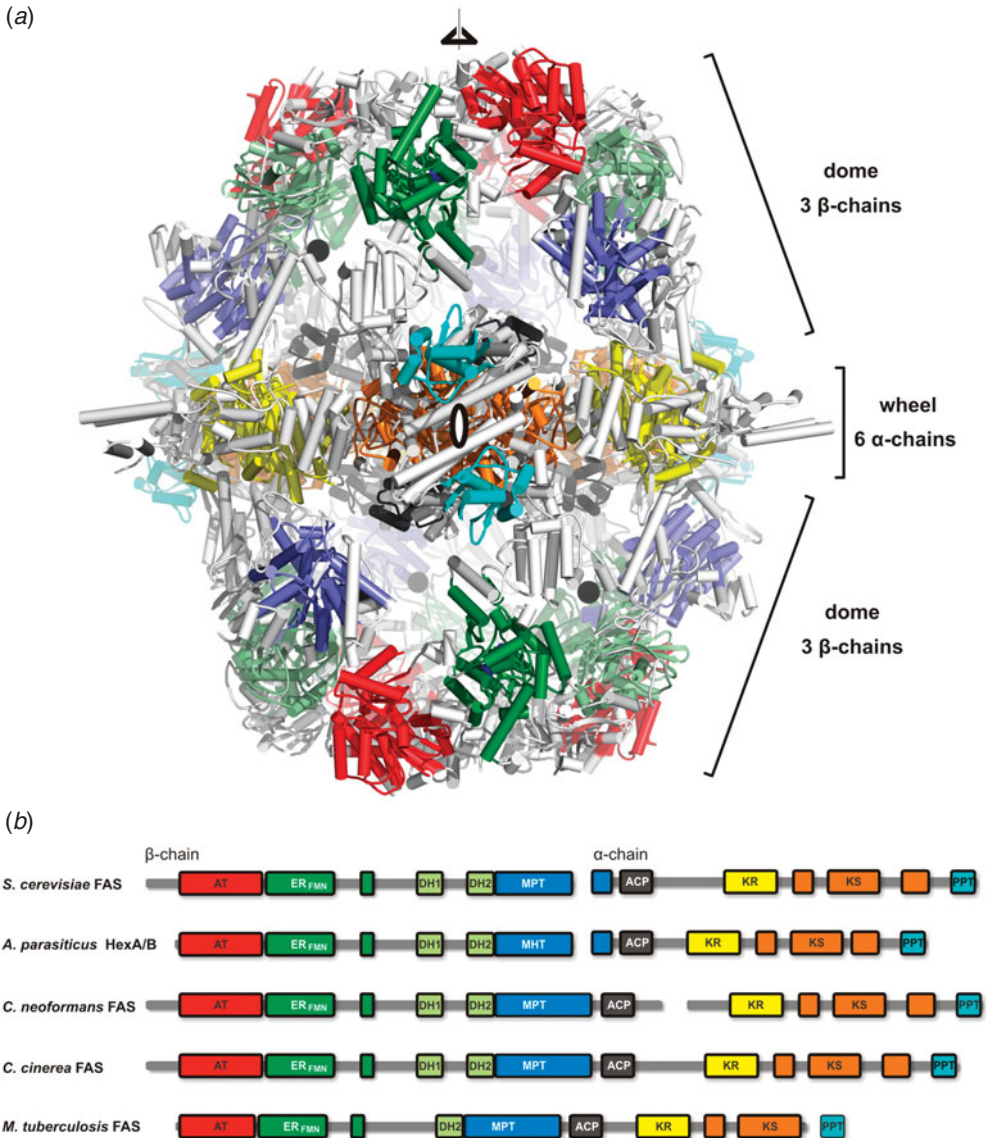 (a)
dome
3 β-chains
wheel
6 α-chains
dome
3 β-chains
(b)
β-chain α-chain
S. cerevisiae FAS AT ER FMN DH1 DH2 MPT ACP KR KS PPT
A. parasiticus HexA/B AT ER FMN DH1 DH2 MHT ACP KR KS PPT
C. neoformans FAS AT ER FMN DH1 DH2 MPT ACP KR KS PPT
C. cinerea FAS AT ER FMN DH1 DH2 MPT ACP KR KS PPT
M. tuberculosis FAS AT ER FMN DH2 MPT ACP KR KS PPT